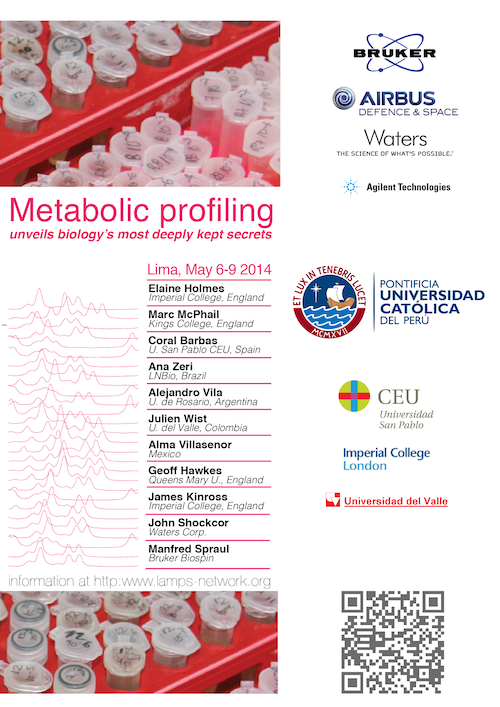 Metabolic profiling
unveils biology's most deeply kept secrets
Lima, May 6-9 2014
Elaine Holmes
Imperial College, England
Marc McPhail
Kings College, England
Coral Barbas
U. San Pablo CEU, Spain
Ana Zeri
LNBio, Brazil
Alejandro Vila
U. de Rosario, Argentina
Julien Wist
U. del Valle, Colombia
Alma Villasenor
Mexico
Geoff Hawkes
Queens Mary U., England
James Kinross
Imperial College, England
John Shockcor
Waters Corp.
Manfred Spraul
Bruker Biospin
information at http:www.lamps-network.org
BRUKER
AIRBUS
DEFENCE & SPACE
Waters
THE SCIENCE OF WHAT'S POSSIBLE.™
Agilent Technologies
ET LUX IN TENEBRIS LUCET
MCMXVII
PONTIFICIA
UNIVERSIDAD
CATÓLICA
DEL PERÚ
CEU
Universidad
San Pablo
Imperial College
London
Universidad del Valle